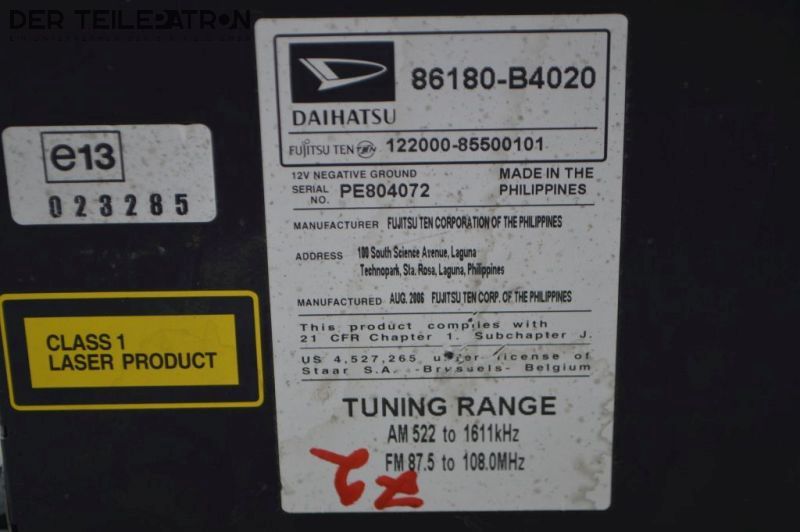 DER TEILEPATRON
86180-B4020
DAIHATSU
FUJITSU TEN TEN 122000-85500101
e13
023285
12V NEGATIVE GROUND MADE IN THE
SERIAL NO. PE804072 PHILIPPINES
MANUFACTURER FUJITSU TEN CORPORATION OF THE PHILIPPINES
ADDRESS 100 South Science Avenue, Laguna
Technopark, Sta. Rosa, Laguna, Philippines
MANUFACTURED AUG. 2006 FUJITSU TEN CORP. OF THE PHILIPPINES
This product complies with
21 CFR Chapter 1. Subchapter J.
US 4,527,265 under license of
Staar S.A. -Brussels- Belgium
CLASS 1
LASER PRODUCT
TUNING RANGE
AM 522 to 1611kHz
FM 87.5 to 108.0MHz